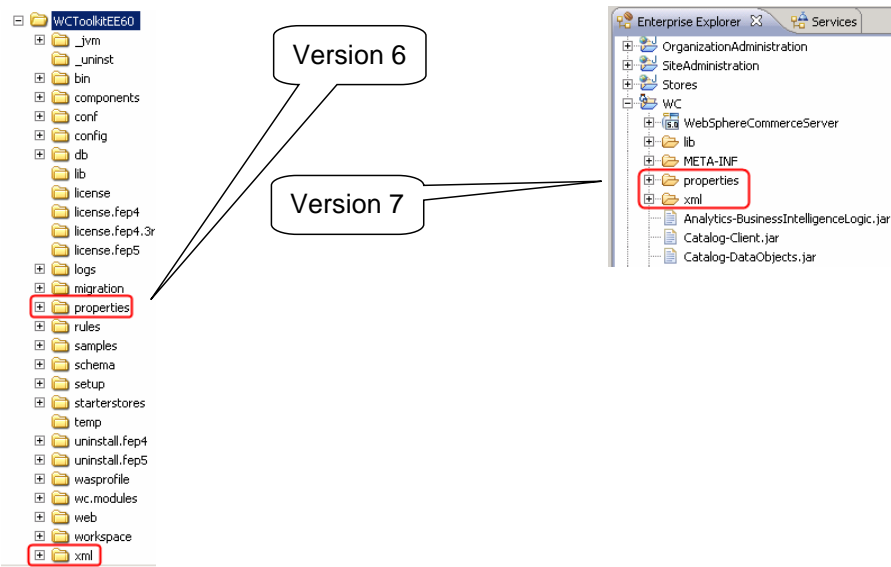 WCToolkitEE60
_jvm
_uninst
bin
components
conf
config
db
lib
license
license.fep4
license.fep4.3r
license.fep5
logs
migration
properties
rules
samples
schema
setup
starterstores
temp
uninstall.fep4
uninstall.fep5
wasprofile
wc.modules
web
workspace
xml
Version 6
Version 7
Enterprise Explorer Services
OrganizationAdministration
SiteAdministration
Stores
WC
5.0 WebSphereCommerceServer
lib
META-INF
properties
xml
Analytics-BusinessIntelligenceLogic.jar
Catalog-Client.jar
Catalog-DataObjects.jar